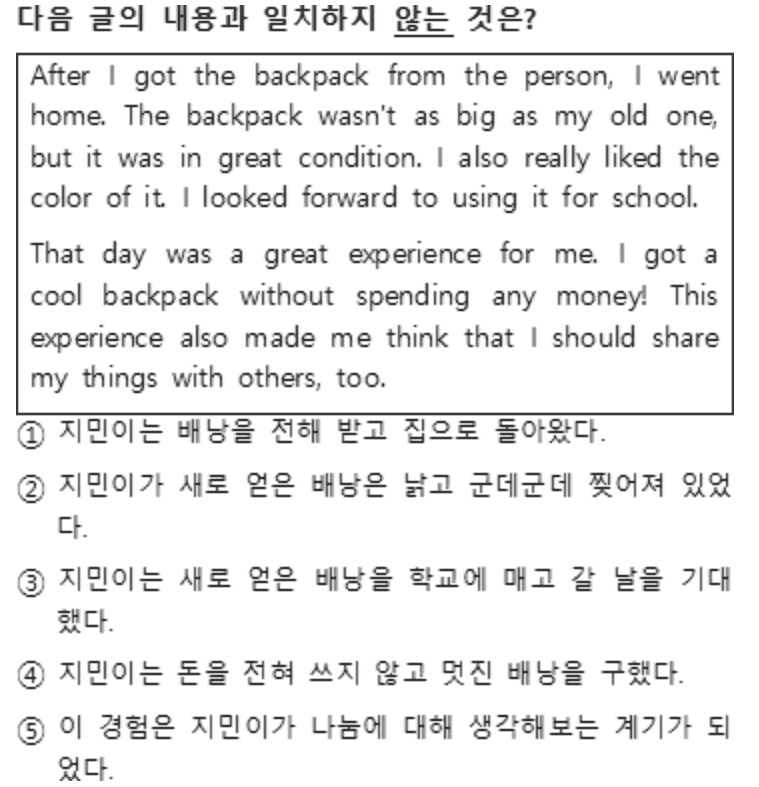 다음 글의 내용과 일치하지 않는 것은?
After I got the backpack from the person, I went
home. The backpack wasn't as big as my old one,
but it was in great condition. I also really liked the
color of it. I looked forward to using it for school.
That day was a great experience for me. I got a
cool backpack without spending any money! This
experience also made me think that I should share
my things with others, too.
① 지민이는 배낭을 전해 받고 집으로 돌아왔다.
② 지민이가 새로 얻은 배낭은 낡고 군데군데 찢어져 있었
다.
③ 지민이는 새로 얻은 배낭을 학교에 매고 갈 날을 기대
했다.
④ 지민이는 돈을 전혀 쓰지 않고 멋진 배낭을 구했다.
⑤ 이 경험은 지민이가 나눔에 대해 생각해보는 계기가 되
었다.